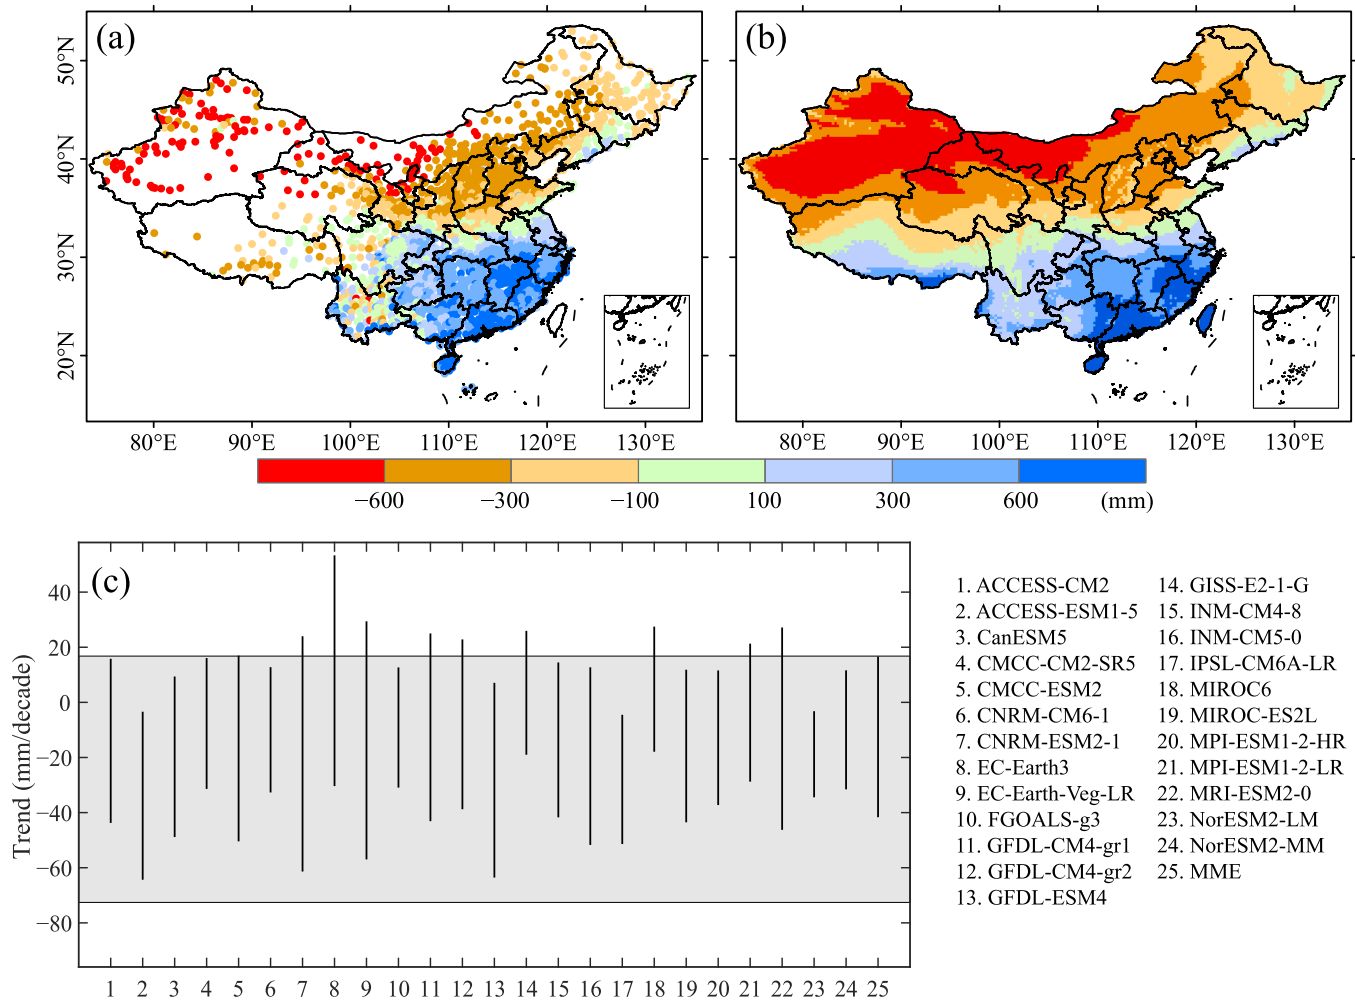 (a)
(b)
50°N
40°N
30°N
20°N
80°E 90°E 100°E 110°E 120°E 130°E
80°E 90°E 100°E 110°E 120°E 130°E
−600 −300 −100 100 300 600 (mm)
(c)
Trend (mm/decade)
40
20
0
−20
−40
−60
−80
1 2 3 4 5 6 7 8 9 10 11 12 13 14 15 16 17 18 19 20 21 22 23 24 25
1. ACCESS-CM2
2. ACCESS-ESM1-5
3. CanESM5
4. CMCC-CM2-SR5
5. CMCC-ESM2
6. CNRM-CM6-1
7. CNRM-ESM2-1
8. EC-Earth3
9. EC-Earth-Veg-LR
10. FGOALS-g3
11. GFDL-CM4-gr1
12. GFDL-CM4-gr2
13. GFDL-ESM4
14. GISS-E2-1-G
15. INM-CM4-8
16. INM-CM5-0
17. IPSL-CM6A-LR
18. MIROC6
19. MIROC-ES2L
20. MPI-ESM1-2-HR
21. MPI-ESM1-2-LR
22. MRI-ESM2-0
23. NorESM2-LM
24. NorESM2-MM
25. MME